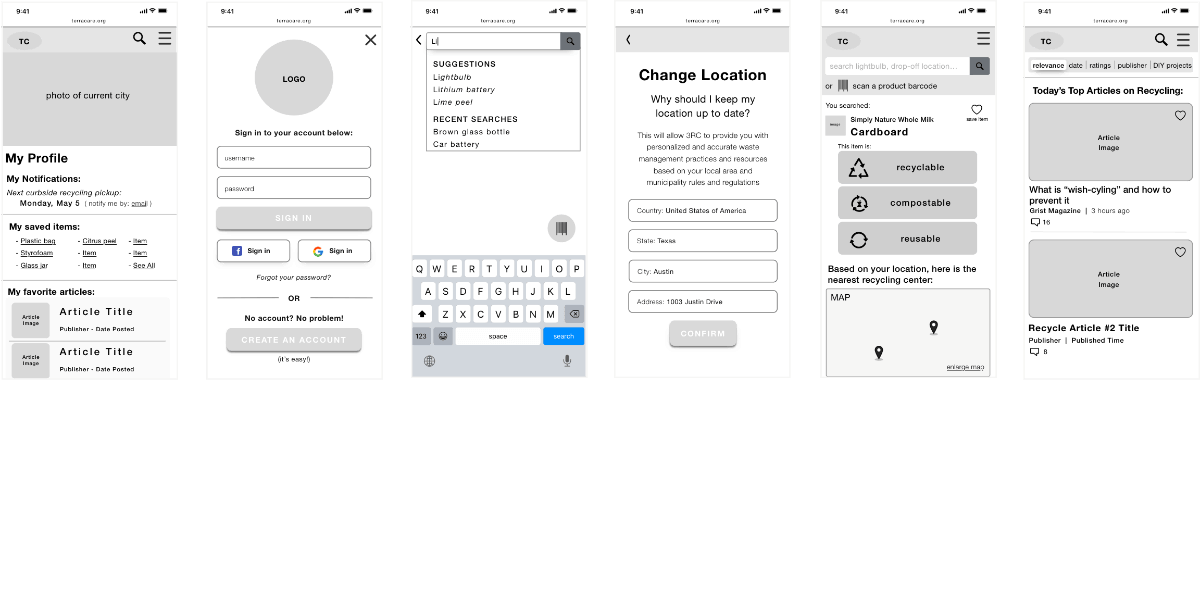 9:41
terracare.org
TC
photo of current city
My Profile
My Notifications:
Next curbside recycling pickup:
Monday, May 5 ( notify me by: email )
My saved items:
- Plastic bag - Citrus peel - Item
- Styrofoam - Item - Item
- Glass jar - Item - See All
My favorite articles:
Article Image
Article Title
Publisher - Date Posted
Article Image
Article Title
Publisher - Date Posted
9:41
terracare.org
LOGO
Sign in to your account below:
username
password
SIGN IN
Sign in
Sign in
Forgot your password?
OR
No account? No problem!
CREATE AN ACCOUNT
(it's easy!)
9:41
terracare.org
Li
SUGGESTIONS
Lightbulb
Lithium battery
Lime peel
RECENT SEARCHES
Brown glass bottle
Car battery
Q W E R T Y U I O P
A S D F G H J K L
Z X C V B N M
123 space search
9:41
terracare.org
Change Location
Why should I keep my
location up to date?
This will allow 3RC to provide you with
personalized and accurate waste
management practices and resources
based on your local area and
municipality rules and regulations
Country: United States of America
State: Texas
City: Austin
Address: 1003 Justin Drive
CONFIRM
9:41
terracare.org
TC
search lightbulb, drop-off location...
or scan a product barcode
You searched:
save item
Image
Simply Nature Whole Milk
Cardboard
This item is:
recyclable
compostable
reusable
Based on your location, here is the
nearest recycling center:
MAP
enlarge map
9:41
terracare.org
TC
relevance date ratings publisher DIY projects
Today's Top Articles on Recycling:
Article
Image
What is “wish-cyling” and how to
prevent it
Grist Magazine | 3 hours ago
16
Article
Image
Recycle Article #2 Title
Publisher | Published Time
8